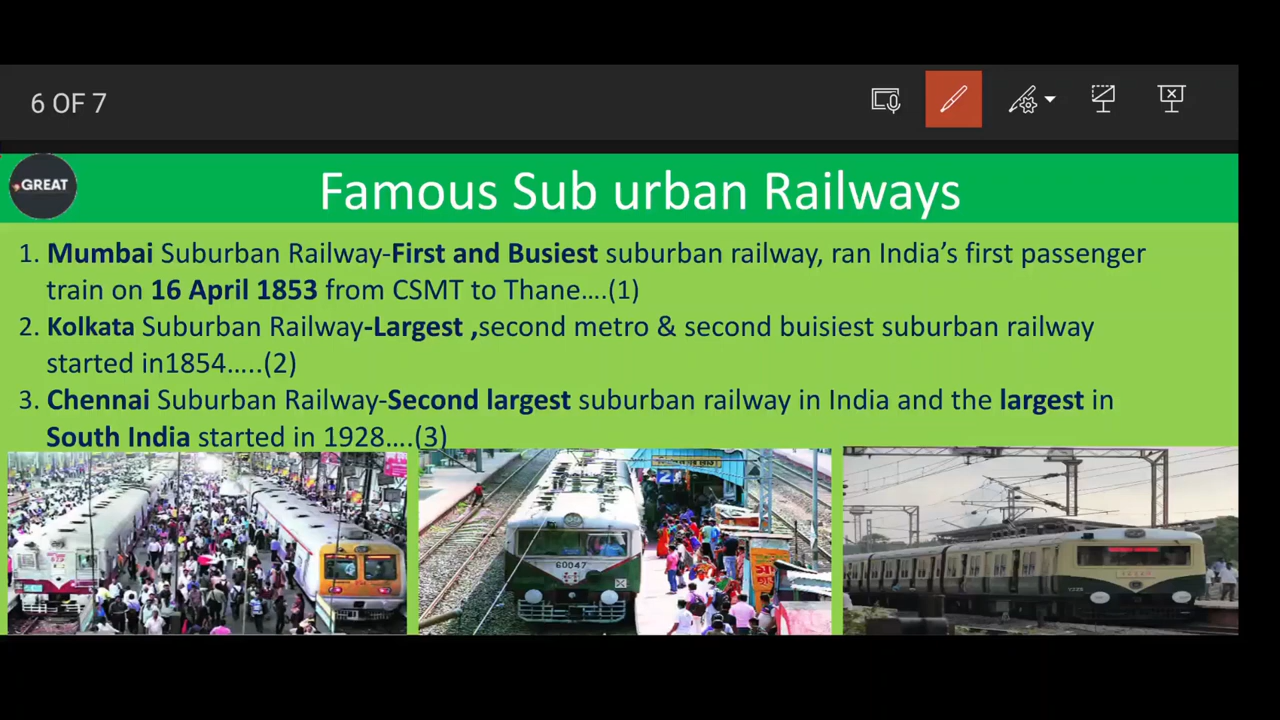 6 OF 7
GREAT
Famous Sub urban Railways
1. Mumbai Suburban Railway-First and Busiest suburban railway, ran India's first passenger
train on 16 April 1853 from CSMT to Thane....(1)
2. Kolkata Suburban Railway-Largest ,second metro & second buisiest suburban railway
started in1854.....(2)
3. Chennai Suburban Railway-Second largest suburban railway in India and the largest in
South India started in 1928....(3)
21
60047